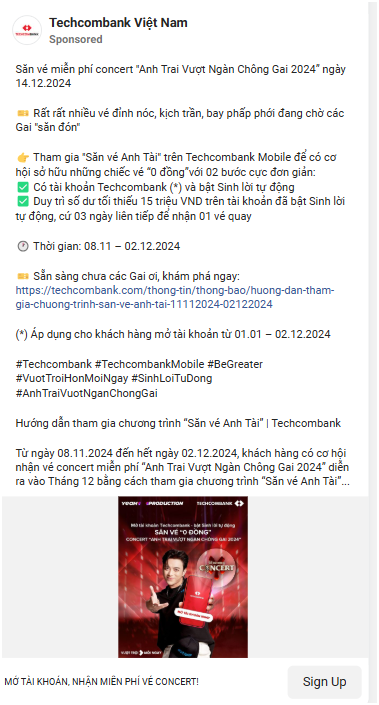 Techcombank Việt Nam
Sponsored
Săn vé miễn phí concert "Anh Trai Vượt Ngàn Chông Gai 2024” ngày
14.12.2024
🎫 Rất rất nhiều vé đỉnh nóc, kịch trần, bay phấp phới đang chờ các
Gai "săn đón"
👉 Tham gia "Săn vé Anh Tài" trên Techcombank Mobile để có cơ
hội sở hữu những chiếc vé “0 đồng”với 02 bước cực đơn giản:
✅ Có tài khoản Techcombank (*) và bật Sinh lời tự động
✅ Duy trì số dư tối thiểu 15 triệu VND trên tài khoản đã bật Sinh lời
tự động, cứ 03 ngày liên tiếp để nhận 01 vé quay
🕐 Thời gian: 08.11 – 02.12.2024
🎫 Sẵn sàng chưa các Gai ơi, khám phá ngay:
https://techcombank.com/thong-tin/thong-bao/huong-dan-tham-
gia-chuong-trinh-san-ve-anh-tai-11112024-02122024
(*) Áp dụng cho khách hàng mở tài khoản từ 01.01 – 02.12.2024
#Techcombank #TechcombankMobile #BeGreater
#VuotTroiHonMoiNgay #SinhLoiTuDong
#AnhTraiVuotNganChongGai
Hướng dẫn tham gia chương trình “Săn vé Anh Tài” | Techcombank
Từ ngày 08.11.2024 đến hết ngày 02.12.2024, khách hàng có cơ hội
nhận vé concert miễn phí “Anh Trai Vượt Ngàn Chông Gai 2024” diễn
ra vào Tháng 12 bằng cách tham gia chương trình “Săn vé Anh Tài”...
YEAH1 PRODUCTION TECHCOMBANK
Mở tài khoản Techcombank - bật Sinh lời tự động
SĂN VÉ “0 ĐỒNG”
CONCERT “ANH TRAI VƯỢT NGÀN CHÔNG GAI 2024”
CONCERT
MỞ TÀI KHOẢN NGAY
VƯỢT TRỘI HƠN MỖI NGÀY
MỞ TÀI KHOẢN, NHẬN MIỄN PHÍ VÉ CONCERT!
Sign Up